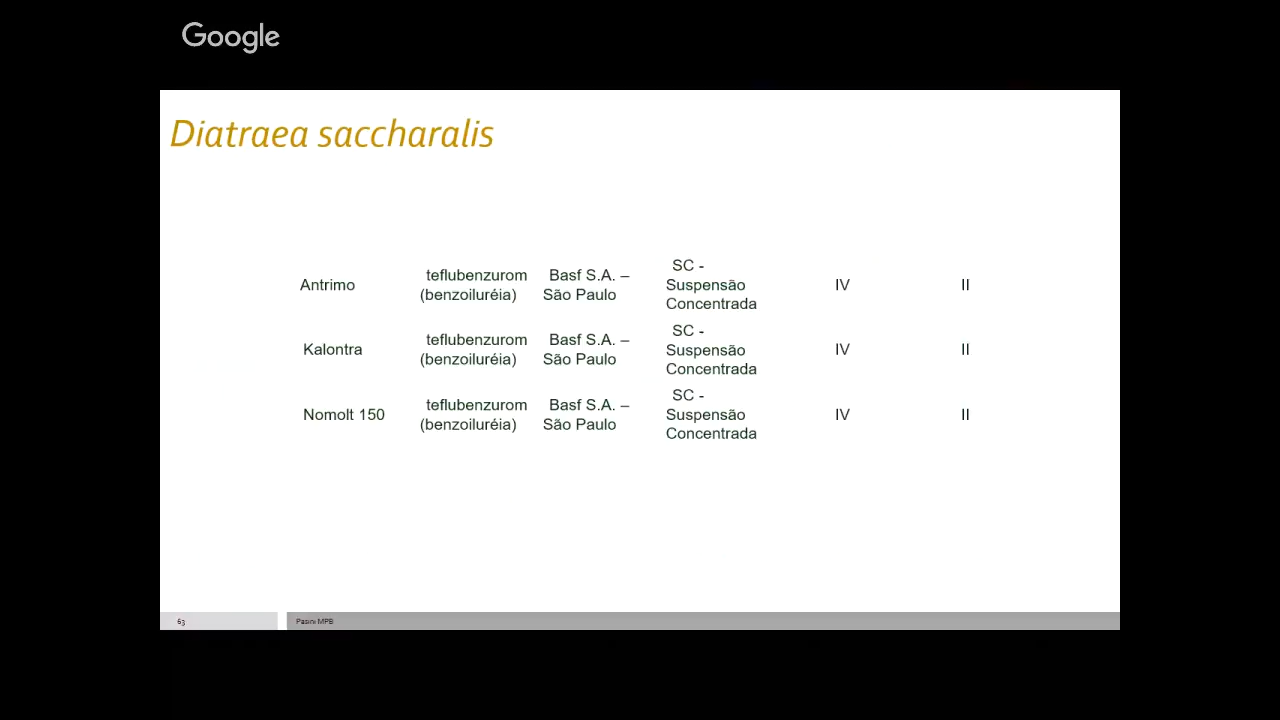 Google
Diatraea saccharalis
Antrimo teflubenzurom (benzoiluréia) Basf S.A. – São Paulo SC - Suspensão Concentrada IV II
Kalontra teflubenzurom (benzoiluréia) Basf S.A. – São Paulo SC - Suspensão Concentrada IV II
Nomolt 150 teflubenzurom (benzoiluréia) Basf S.A. – São Paulo SC - Suspensão Concentrada IV II
63 Pasini MPB